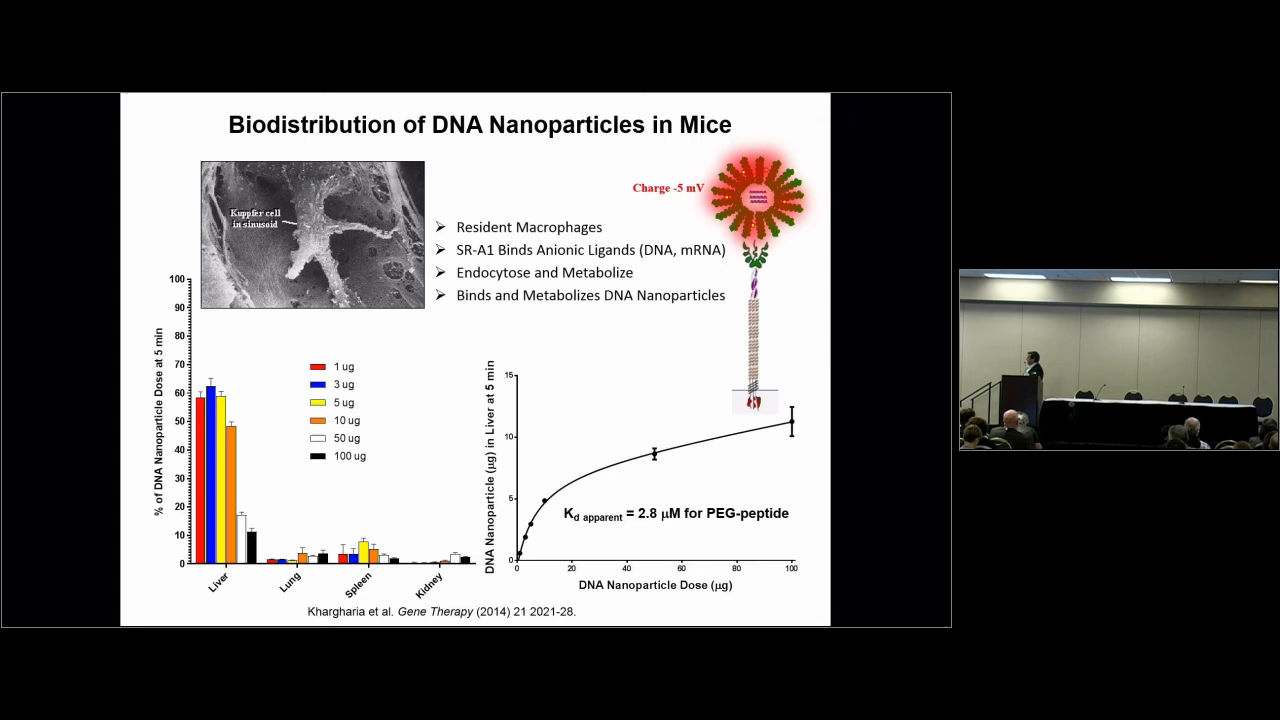 Biodistribution of DNA Nanoparticles in Mice
Kupffer cell
in sinusoid
Charge -5 mV
Resident Macrophages
SR-A1 Binds Anionic Ligands (DNA, mRNA)
Endocytose and Metabolize
Binds and Metabolizes DNA Nanoparticles
% of DNA Nanoparticle Dose at 5 min
100
90
80
70
60
50
40
30
20
10
0
1 ug
3 ug
5 ug
10 ug
50 ug
100 ug
Liver
Lung
Spleen
Kidney
DNA Nanoparticle (µg) in Liver at 5 min
15
10
5
0
Kd apparent = 2.8 µM for PEG-peptide
0
20
40
60
80
100
DNA Nanoparticle Dose (µg)
Khargharia et al. Gene Therapy (2014) 21 2021-28.